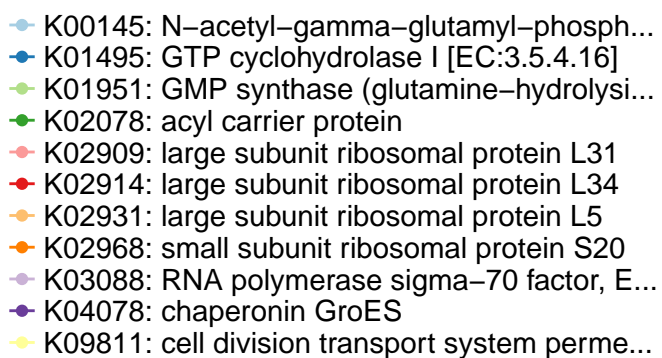 K00145: N−acetyl−gamma−glutamyl−phosph...
K01495: GTP cyclohydrolase I [EC:3.5.4.16]
K01951: GMP synthase (glutamine−hydrolysi...
K02078: acyl carrier protein
K02909: large subunit ribosomal protein L31
K02914: large subunit ribosomal protein L34
K02931: large subunit ribosomal protein L5
K02968: small subunit ribosomal protein S20
K03088: RNA polymerase sigma−70 factor, E...
K04078: chaperonin GroES
K09811: cell division transport system perme...